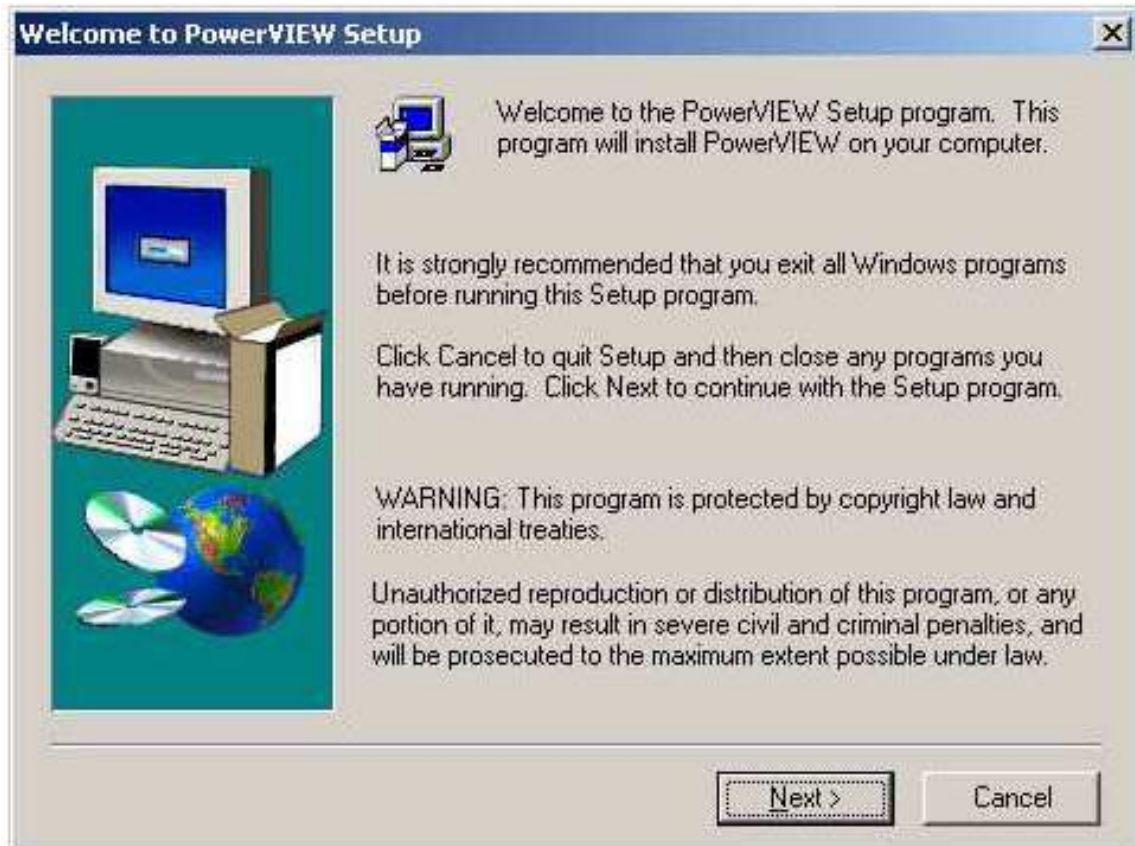 Welcome to PowerVIEW Setup
Welcome to the PowerVIEW Setup program. This
program will install PowerVIEW on your computer.
It is strongly recommended that you exit all Windows programs
before running this Setup program.
Click Cancel to quit Setup and then close any programs you
have running. Click Next to continue with the Setup program.
WARNING: This program is protected by copyright law and
international treaties.
Unauthorized reproduction or distribution of this program, or any
portion of it, may result in severe civil and criminal penalties, and
will be prosecuted to the maximum extent possible under law.
Next >
Cancel